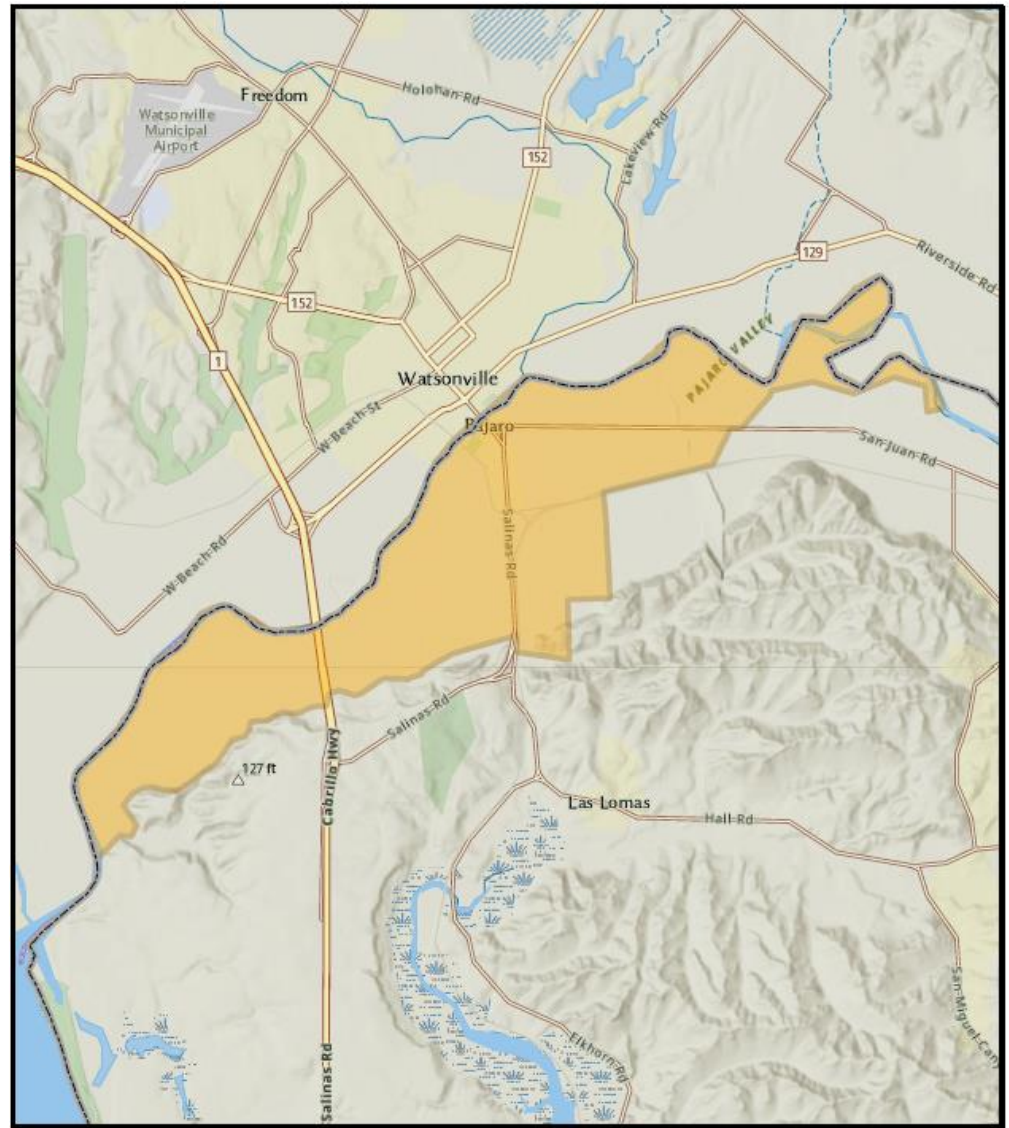 Freedom
Holohan Rd
Watsonville
Municipal
Airport
Lakeview Rd
152
129
Riverside Rd
152
1
PAJARO VALLEY
Watsonville
W-Beach-St
Pajaro
San-Juan-Rd
W-Beach-Rd
Salinas Rd
Salinas-Rd
127 ft
Cabrillo Hwy
Las Lomas
Hall-Rd
San-Miguel-Can
Elkhorn-Rd
Salinas-Rd